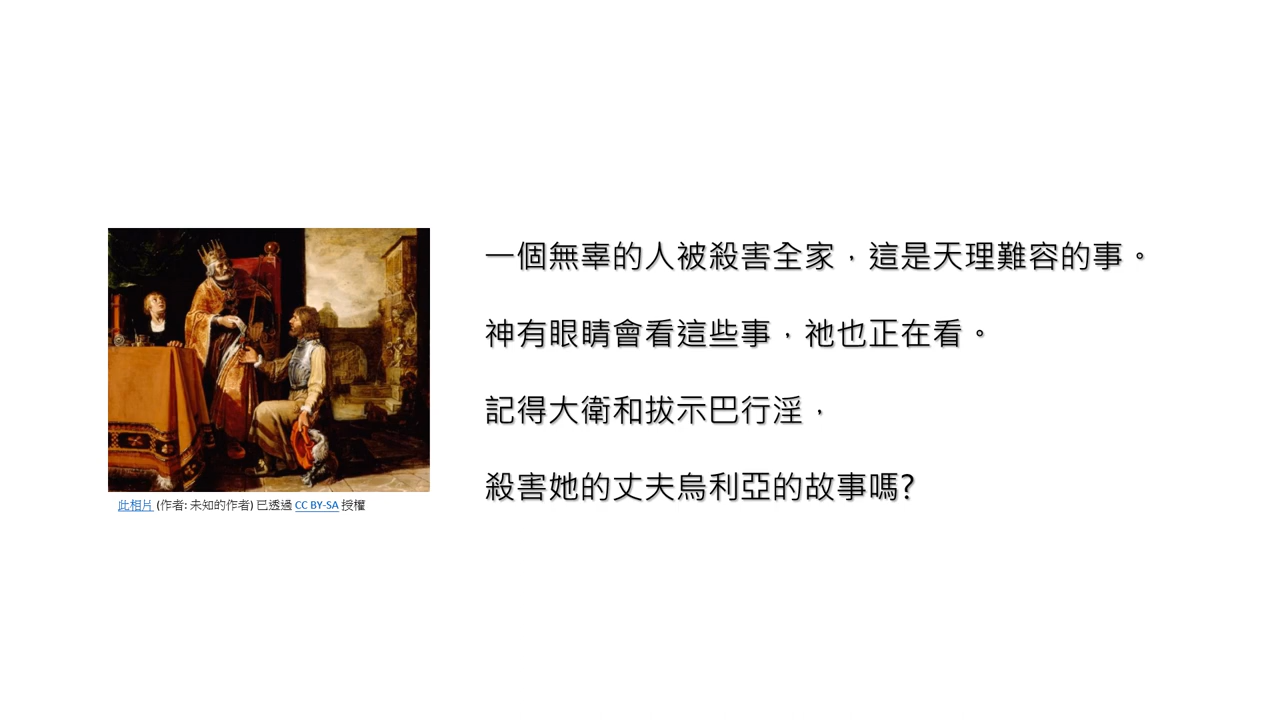 一個無辜的人被殺害全家，這是天理難容的事。
神有眼睛會看這些事，祂也正在看。
記得大衛和拔示巴行淫，
殺害她的丈夫烏利亞的故事嗎?
此相片 (作者: 未知的作者) 已透過 CC BY-SA 授權